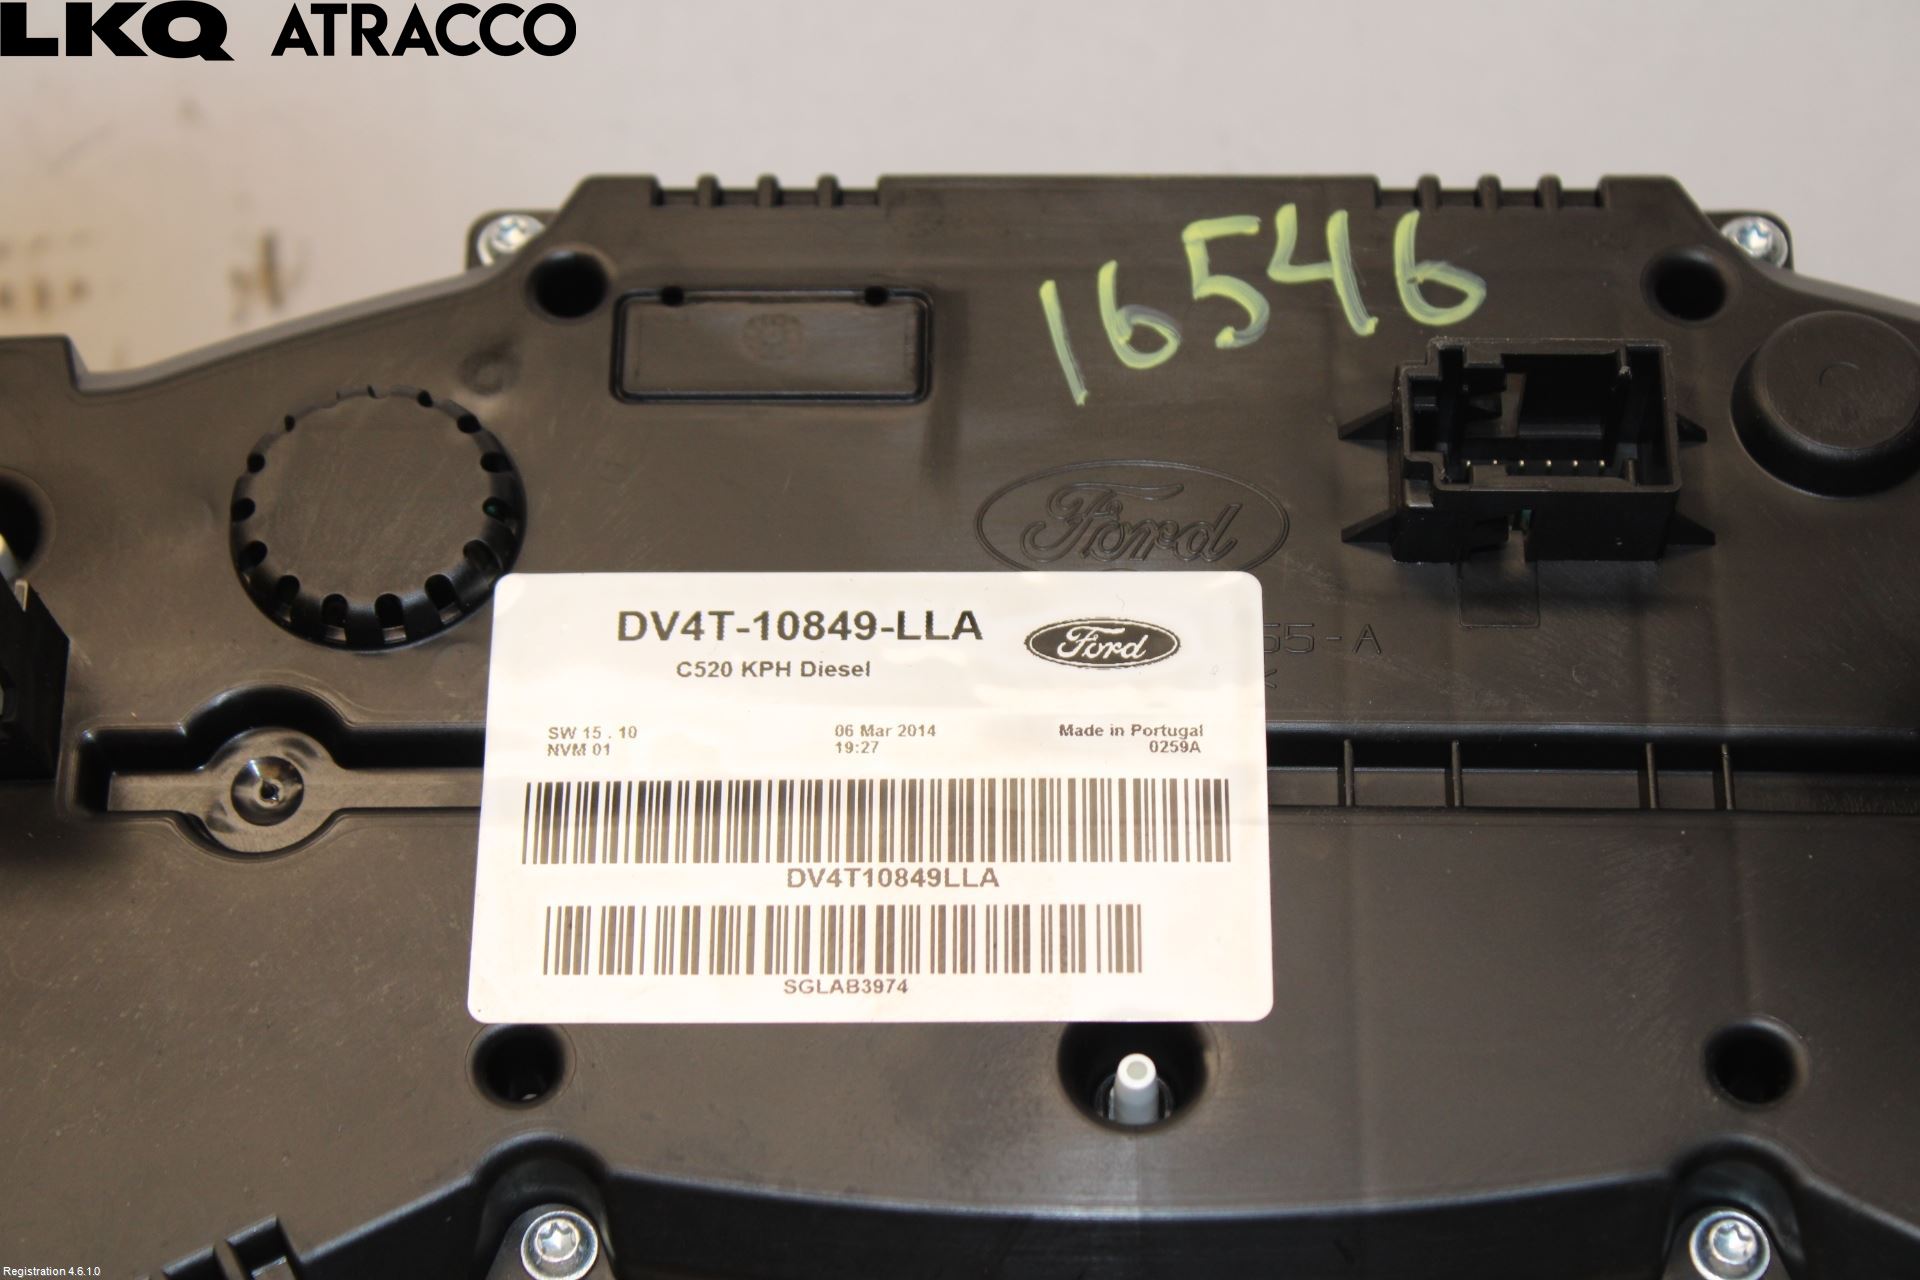 LKQ ATRACCO
16546
Ford
DV4T-10849-LLA
Ford
55-A
C520 KPH Diesel
SW 15 . 10
06 Mar 2014
Made in Portugal
NVM 01
19:27
0259A
DV4T10849LLA
SGLAB3974
Registration 4.6.1.0